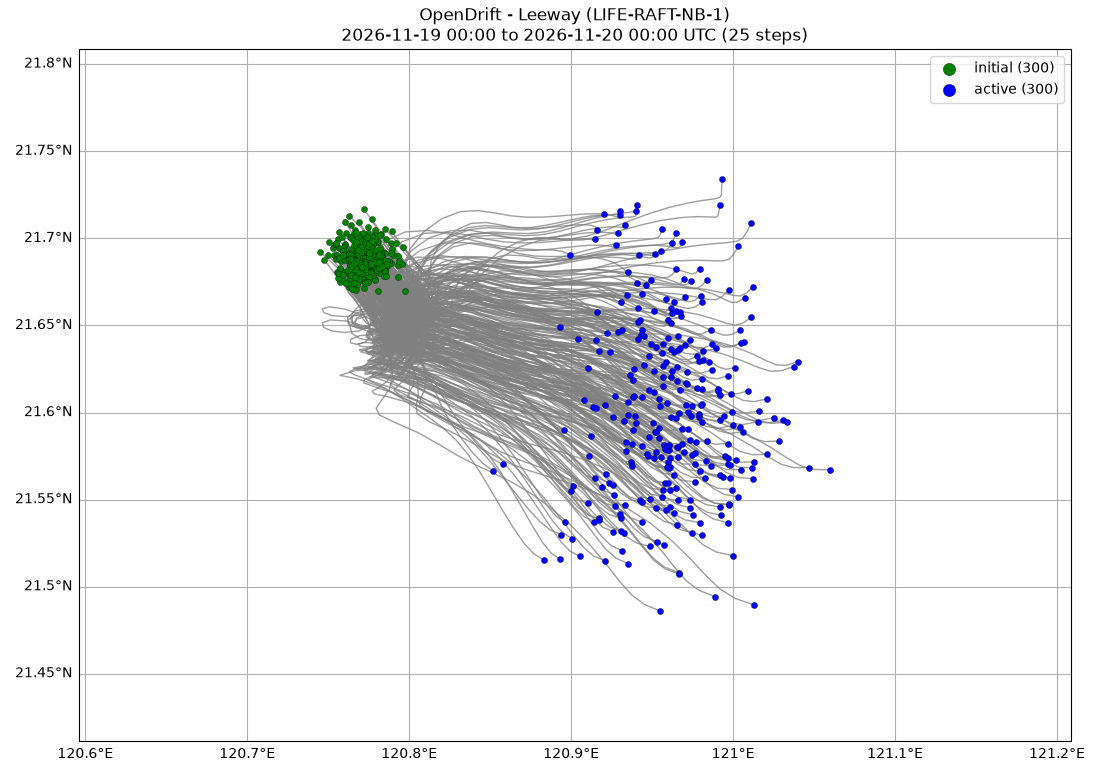 OpenDrift - Leeway (LIFE-RAFT-NB-1)
2026-11-19 00:00 to 2026-11-20 00:00 UTC (25 steps)
initial (300)
active (300)
21.8°N
21.75°N
21.7°N
21.65°N
21.6°N
21.55°N
21.5°N
21.45°N
120.6°E 120.7°E 120.8°E 120.9°E 121°E 121.1°E 121.2°E